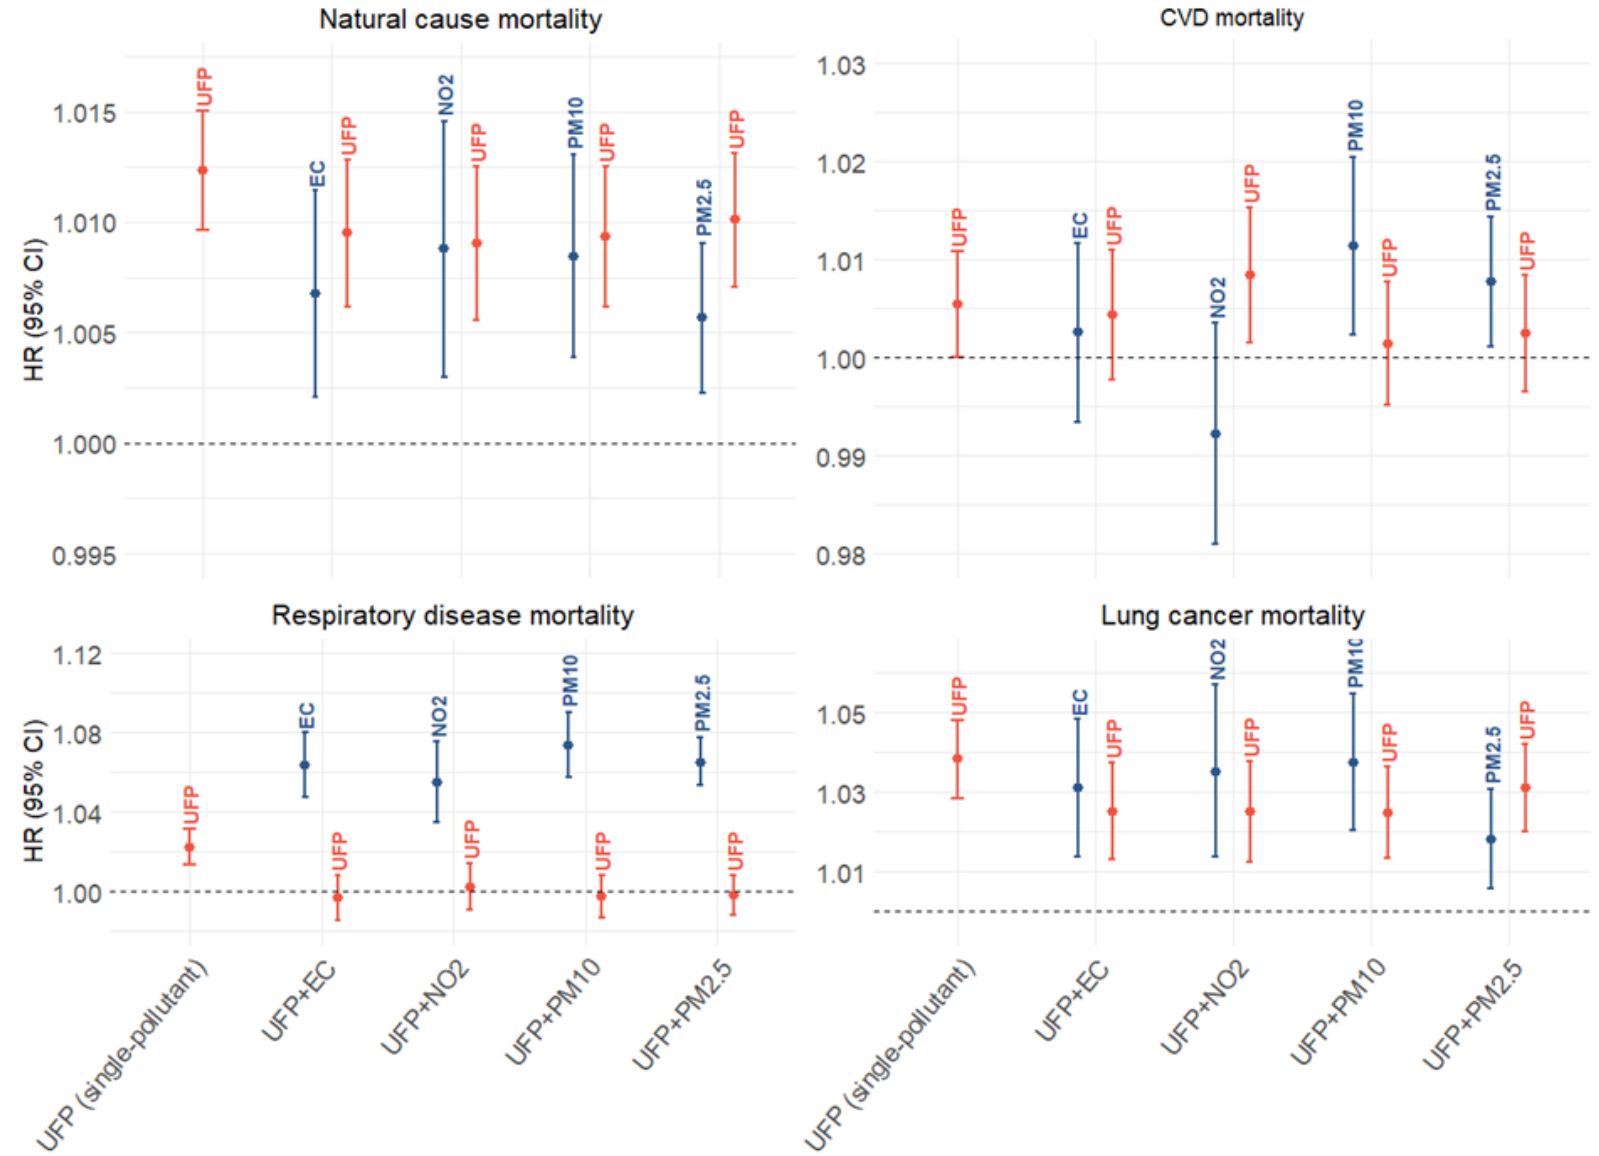 Natural cause mortality
HR (95% CI)
1.015
1.010
1.005
1.000
0.995
UFP
EC
UFP
NO2
UFP
PM10
UFP
PM2.5
UFP
CVD mortality
1.03
1.02
1.01
1.00
0.99
0.98
UFP
EC
UFP
NO2
UFP
PM10
UFP
PM2.5
UFP
Respiratory disease mortality
HR (95% CI)
1.12
1.08
1.04
1.00
UFP
EC
UFP
NO2
UFP
PM10
UFP
PM2.5
UFP
UFP (single-pollutant)
UFP+EC
UFP+NO2
UFP+PM10
UFP+PM2.5
Lung cancer mortality
1.05
1.03
1.01
UFP
EC
UFP
NO2
UFP
PM10
UFP
PM2.5
UFP
UFP (single-pollutant)
UFP+EC
UFP+NO2
UFP+PM10
UFP+PM2.5